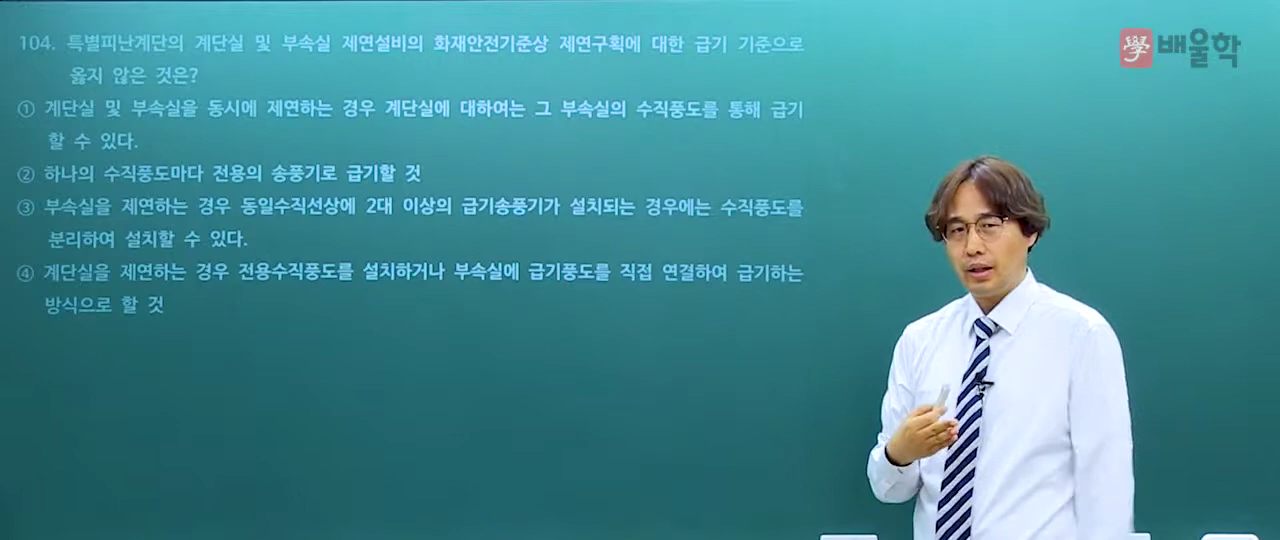 學 배울학
104. 특별피난계단의 계단실 및 부속실 제연설비의 화재안전기준상 제연구획에 대한 급기 기준으로
옳지 않은 것은?
① 계단실 및 부속실을 동시에 제연하는 경우 계단실에 대하여는 그 부속실의 수직풍도를 통해 급기
할 수 있다.
② 하나의 수직풍도마다 전용의 송풍기로 급기할 것
③ 부속실을 제연하는 경우 동일수직선상에 2대 이상의 급기송풍기가 설치되는 경우에는 수직풍도를
분리하여 설치할 수 있다.
④ 계단실을 제연하는 경우 전용수직풍도를 설치하거나 부속실에 급기풍도를 직접 연결하여 급기하는
방식으로 할 것